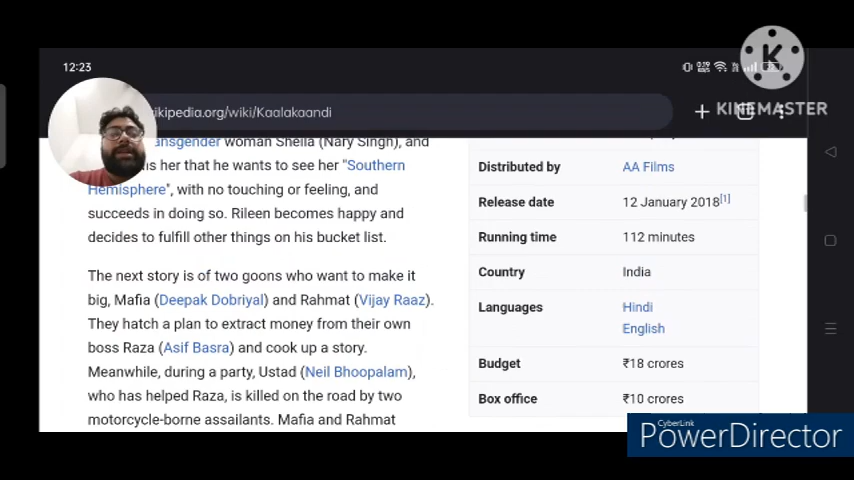 12:23
KINEMASTER
ikipedia.org/wiki/Kaalakaandi
ansgender woman Sheila (Nary Singh), and
is her that he wants to see her "Southern
Hemisphere", with no touching or feeling, and
succeeds in doing so. Rileen becomes happy and
decides to fulfill other things on his bucket list.
The next story is of two goons who want to make it
big, Mafia (Deepak Dobriyal) and Rahmat (Vijay Raaz).
They hatch a plan to extract money from their own
boss Raza (Asif Basra) and cook up a story.
Meanwhile, during a party, Ustad (Neil Bhoopalam),
who has helped Raza, is killed on the road by two
motorcycle-borne assailants. Mafia and Rahmat
Distributed by AA Films
Release date 12 January 2018[1]
Running time 112 minutes
Country India
Languages Hindi
English
Budget ₹18 crores
Box office ₹10 crores
CyberLink
PowerDirector